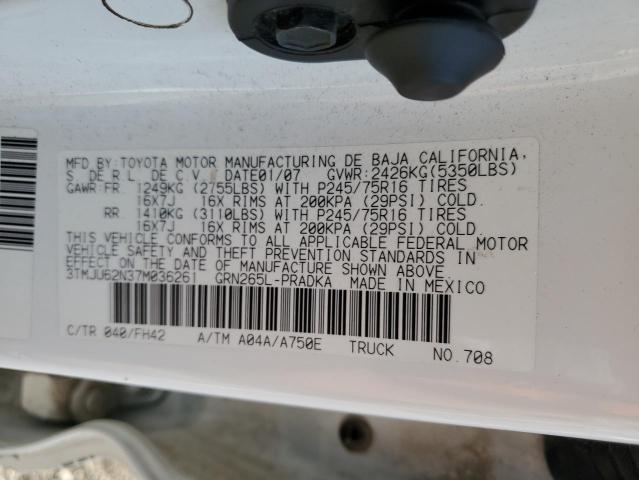 MFD.BY:TOYOTA MOTOR MANUFACTURING DE BAJA CALIFORNIA,
S. DE R.L. DE C.V. DATE01/07 GVWR:2426KG(5350LBS)
GAWR:FR 1249KG (2755LBS) WITH P245/75R16 TIRES
16X7J 16X RIMS AT 200KPA (29PSI) COLD.
RR 1410KG (3110LBS) WITH P245/75R16 TIRES
16X7J 16X RIMS AT 200KPA (29PSI) COLD.
THIS VEHICLE CONFORMS TO ALL APPLICABLE FEDERAL MOTOR
VEHICLE SAFETY AND THEFT PREVENTION STANDARDS IN
EFFECT ON THE DATE OF MANUFACTURE SHOWN ABOVE.
3TMJU62N37M036261 GRN265L-PRADKA MADE IN MEXICO
C/TR 040/FH42 A/TM A04A/A750E TRUCK NO.708